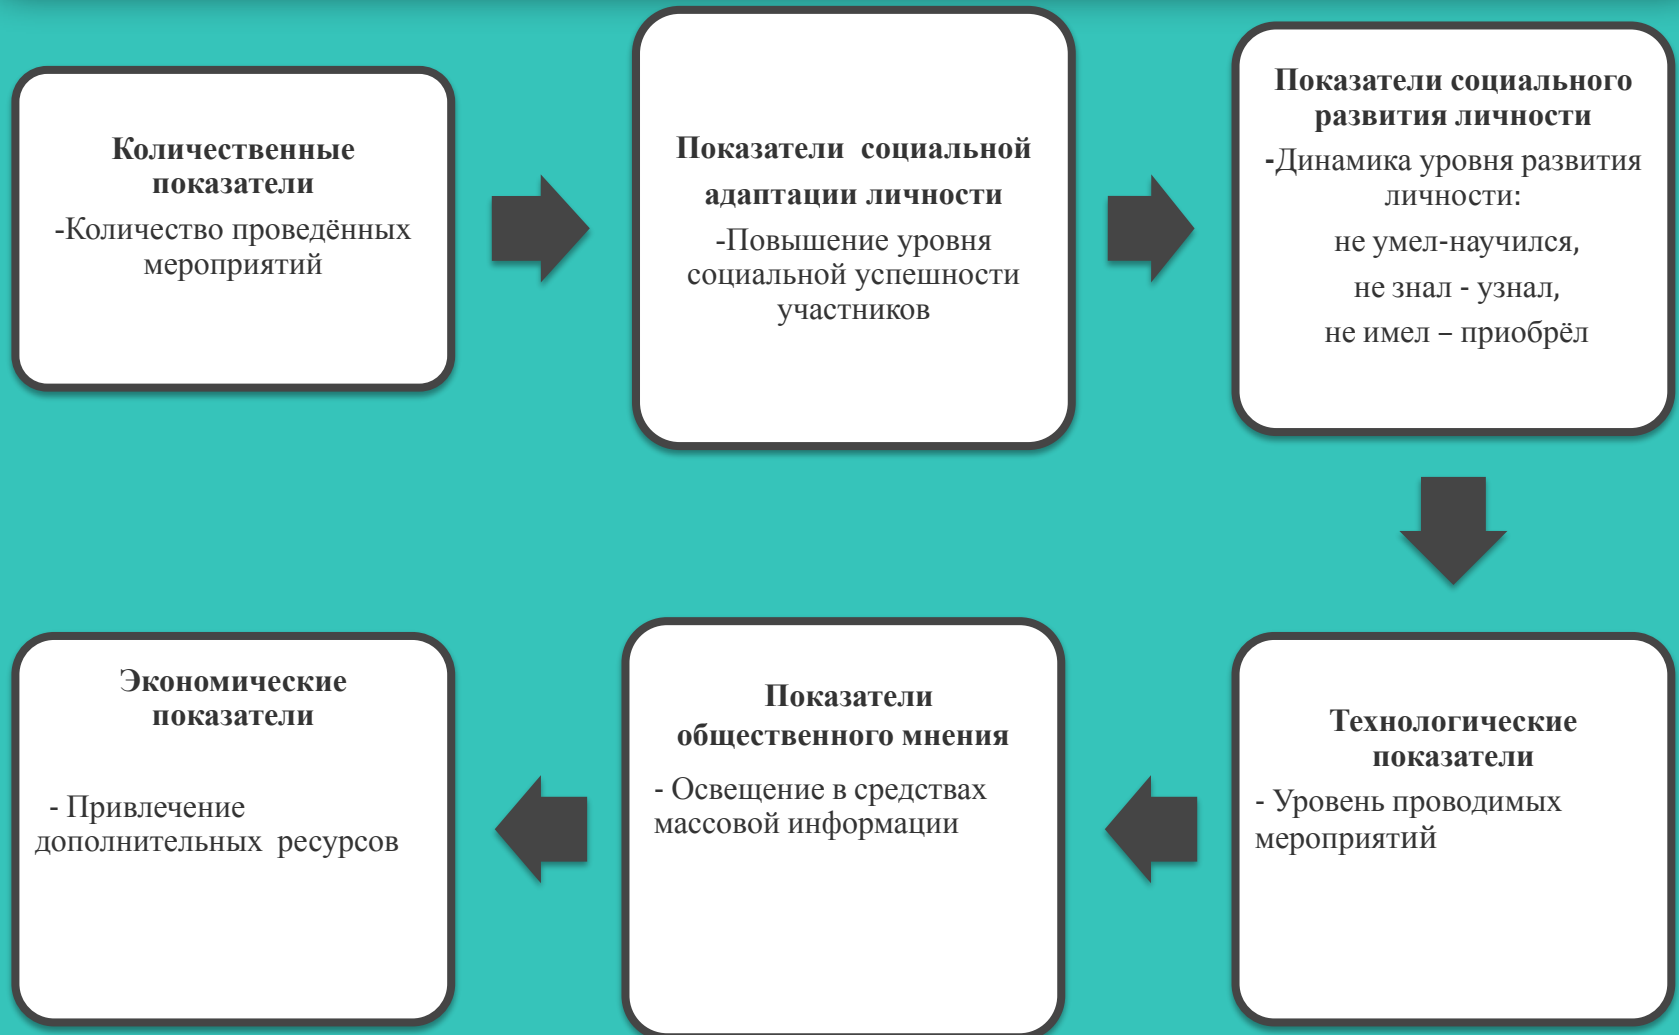 Количественные
показатели
-Количество проведённых
мероприятий
Показатели социальной
адаптации личности
-Повышение уровня
социальной успешности
участников
Показатели социального
развития личности
-Динамика уровня развития
личности:
не умел-научился,
не знал - узнал,
не имел – приобрёл
Технологические
показатели
- Уровень проводимых
мероприятий
Показатели
общественного мнения
- Освещение в средствах
массовой информации
Экономические
показатели
- Привлечение
дополнительных ресурсов